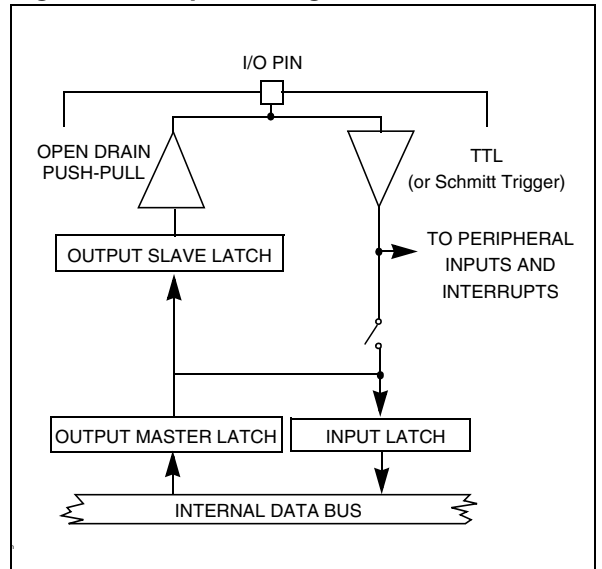 I/O PIN
OPEN DRAIN
PUSH-PULL
TTL
(or Schmitt Trigger)
TO PERIPHERAL
INPUTS AND
INTERRUPTS
OUTPUT SLAVE LATCH
OUTPUT MASTER LATCH
INPUT LATCH
INTERNAL DATA BUS